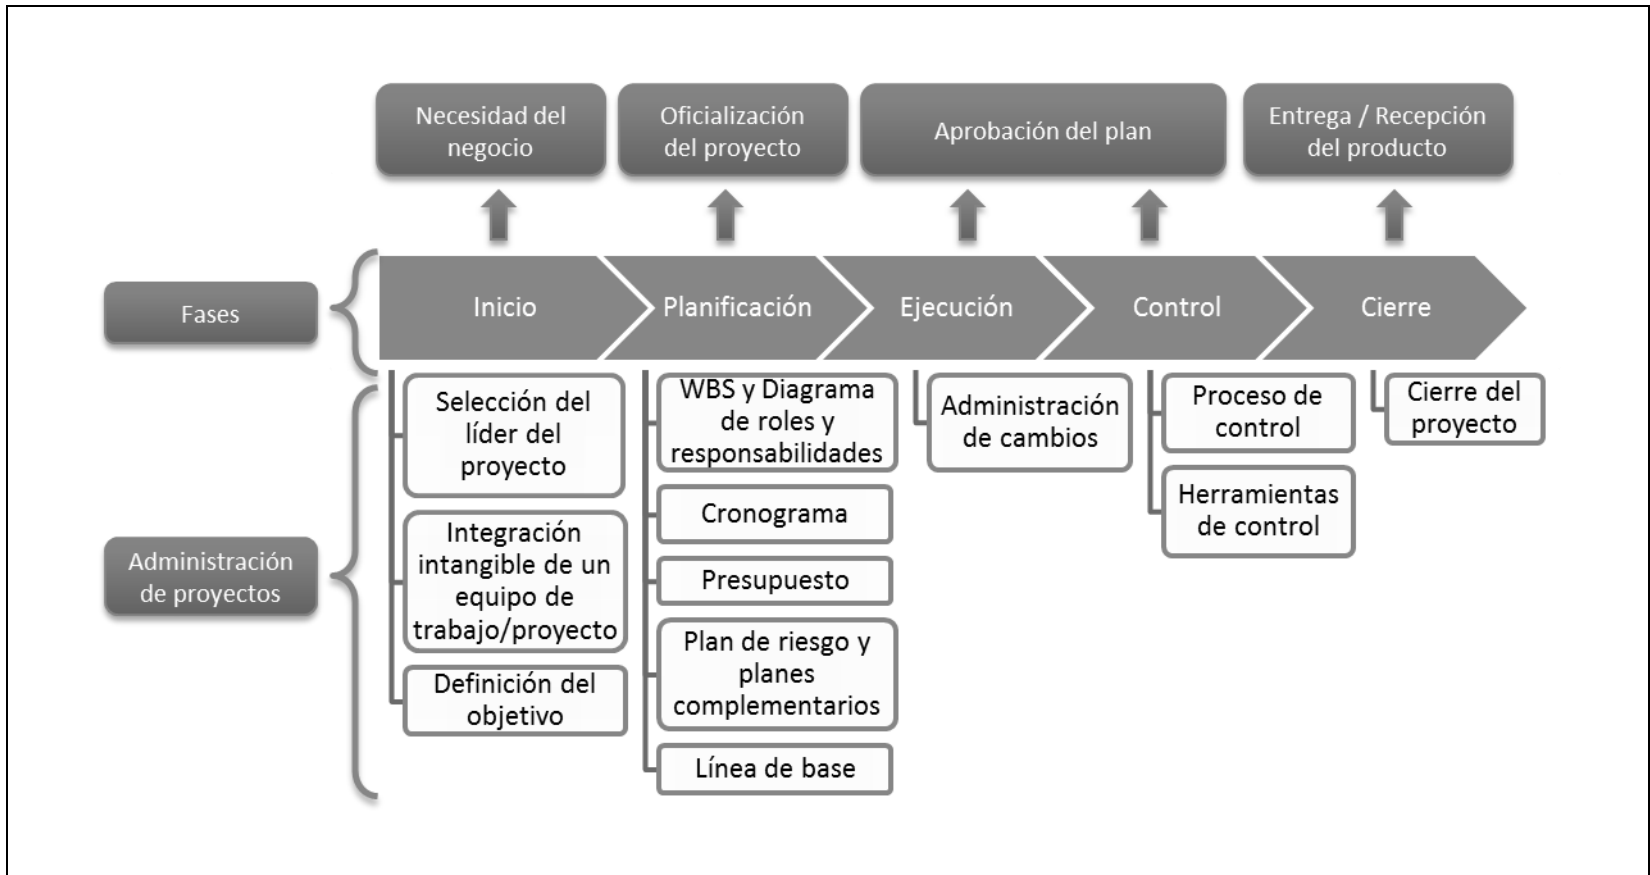 Necesidad del
negocio
Oficialización
del proyecto
Aprobación del plan
Entrega / Recepción
del producto
Fases
Inicio
Planificación
Ejecución
Control
Cierre
Administración
de proyectos
Selección del
líder del
proyecto
Integración
intangible de un
equipo de
trabajo/proyecto
Definición del
objetivo
WBS y Diagrama
de roles y
responsabilidades
Cronograma
Presupuesto
Plan de riesgo y
planes
complementarios
Línea de base
Administración
de cambios
Proceso de
control
Herramientas
de control
Cierre del
proyecto